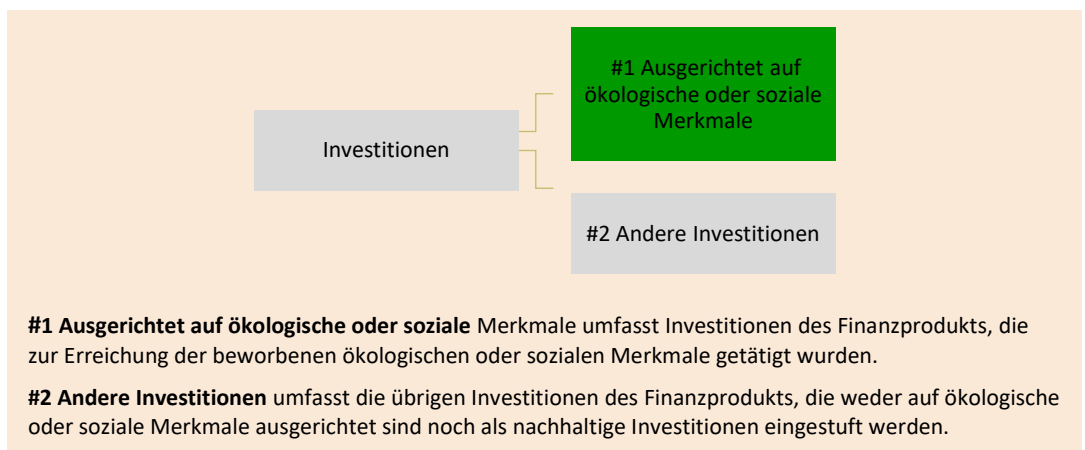 #1 Ausgerichtet auf
ökologische oder soziale
Merkmale
Investitionen
#2 Andere Investitionen
#1 Ausgerichtet auf ökologische oder soziale Merkmale umfasst Investitionen des Finanzprodukts, die
zur Erreichung der beworbenen ökologischen oder sozialen Merkmale getätigt wurden.
#2 Andere Investitionen umfasst die übrigen Investitionen des Finanzprodukts, die weder auf ökologische
oder soziale Merkmale ausgerichtet sind noch als nachhaltige Investitionen eingestuft werden.